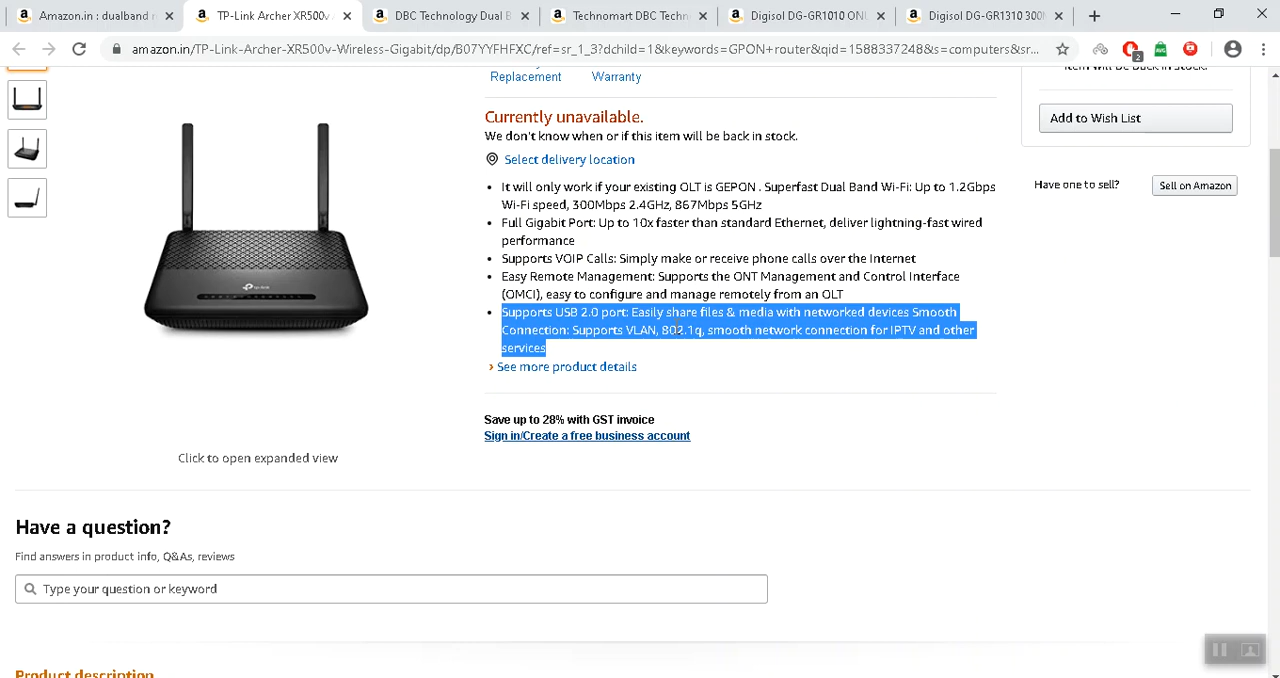 Amazon.in : dualband r
TP-Link Archer XR500v
DBC Technology Dual B
Technomart DBC Techn
Digisol DG-GR1010 ONU
Digisol DG-GR1310 300M
amazon.in/TP-Link-Archer-XR500v-Wireless-Gigabit/dp/B07YYFHFXC/ref=sr_1_3?dchild=1&keywords=GPON+router&qid=1588337248&s=computers&sr...
2
Replacement
Warranty
item will be back in stock.
Add to Wish List
Have one to sell?
Sell on Amazon
Currently unavailable.
We don't know when or if this item will be back in stock.
Select delivery location
• It will only work if your existing OLT is GEPON . Superfast Dual Band Wi-Fi: Up to 1.2Gbps
Wi-Fi speed, 300Mbps 2.4GHz, 867Mbps 5GHz
• Full Gigabit Port: Up to 10x faster than standard Ethernet, deliver lightning-fast wired
performance
• Supports VOIP Calls: Simply make or receive phone calls over the Internet
• Easy Remote Management: Supports the ONT Management and Control Interface
(OMCI), easy to configure and manage remotely from an OLT
• Supports USB 2.0 port: Easily share files & media with networked devices Smooth
Connection: Supports VLAN, 802.1q, smooth network connection for IPTV and other
services
› See more product details
Save up to 28% with GST invoice
Sign in/Create a free business account
tp-link
Click to open expanded view
Have a question?
Find answers in product info, Q&As, reviews
Type your question or keyword
Product description